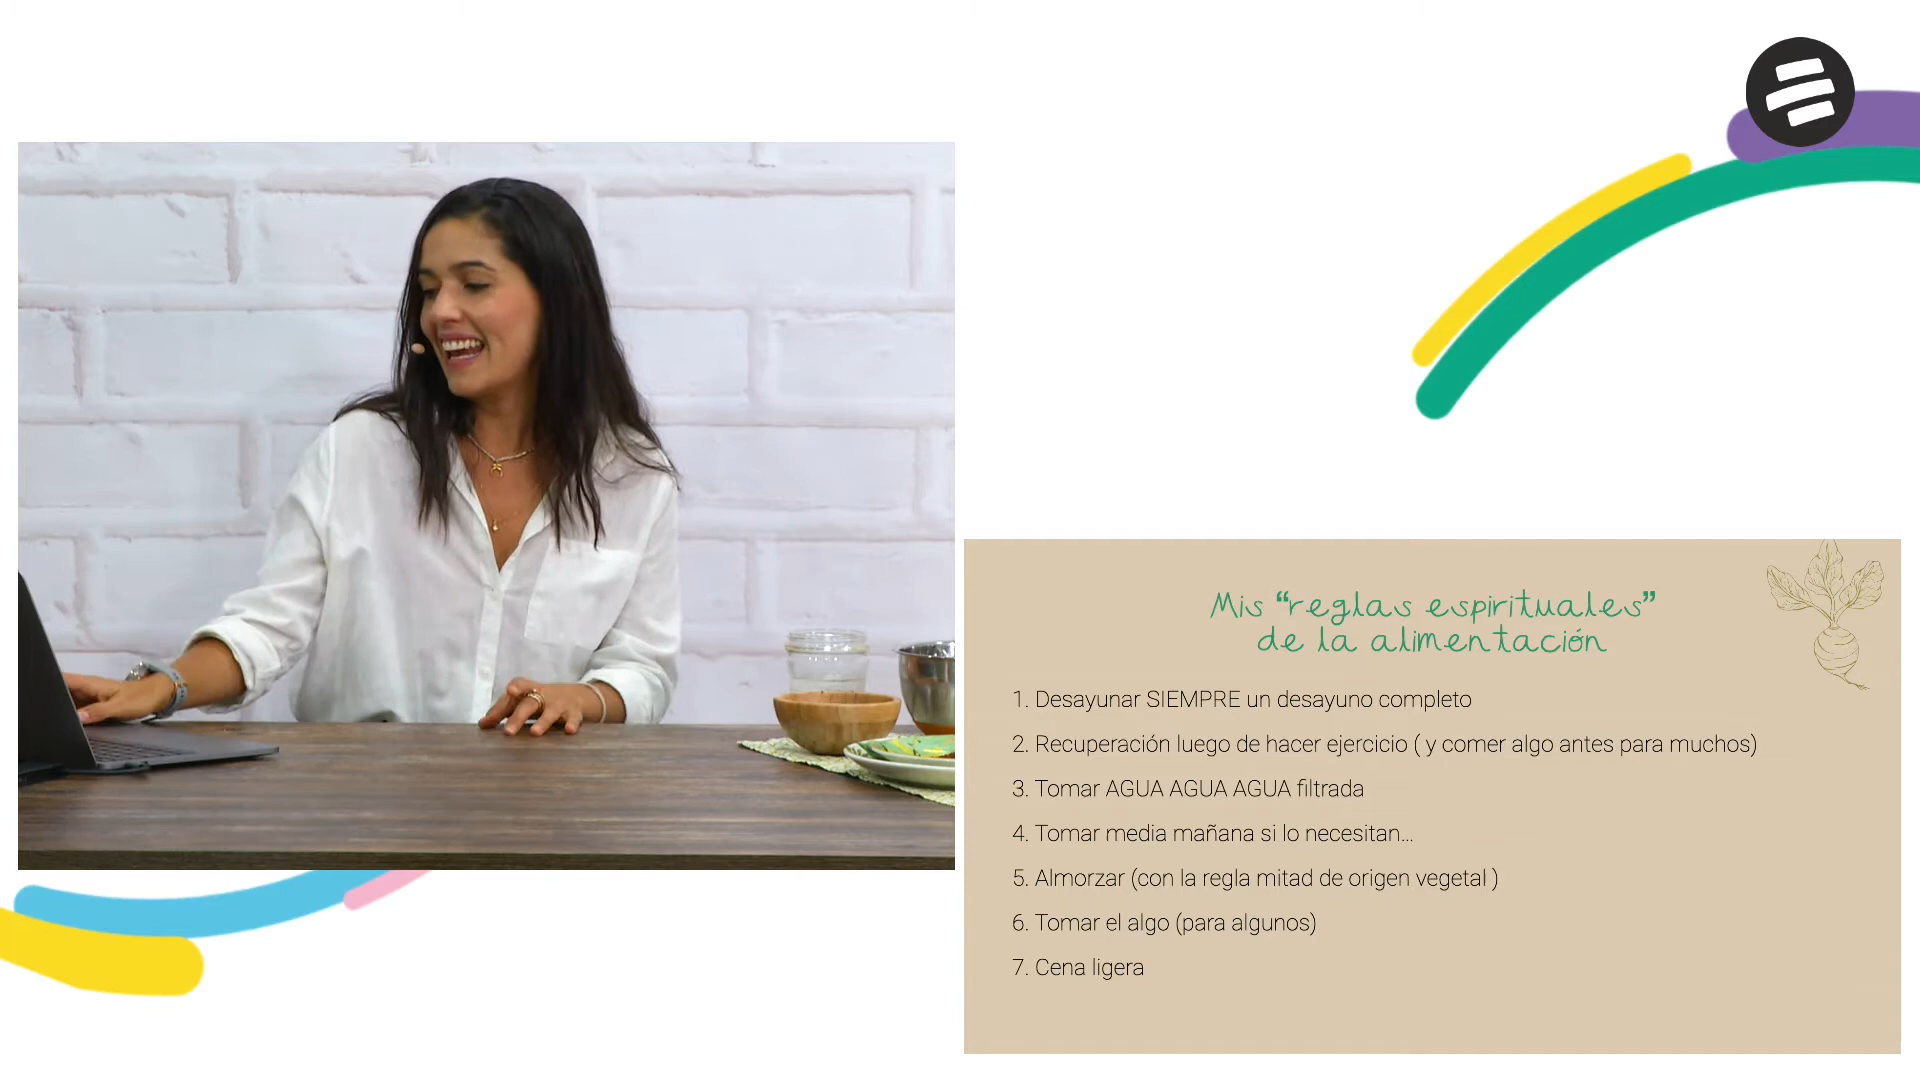 Mis “reglas espirituales”
de la alimentación
1. Desayunar SIEMPRE un desayuno completo
2. Recuperación luego de hacer ejercicio ( y comer algo antes para muchos)
3. Tomar AGUA AGUA AGUA filtrada
4. Tomar media mañana si lo necesitan...
5. Almorzar (con la regla mitad de origen vegetal )
6. Tomar el algo (para algunos)
7. Cena ligera